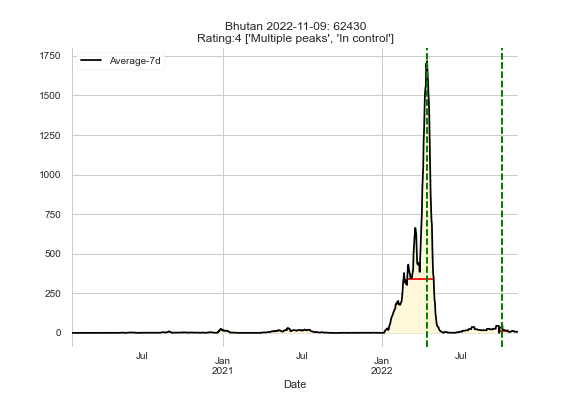 Bhutan 2022-11-09: 62430
Rating:4 ['Multiple peaks', 'In control']
Average-7d
1750
1500
1250
1000
750
500
250
0
Jul
Jan
2021
Jul
Jan
2022
Jul
Date